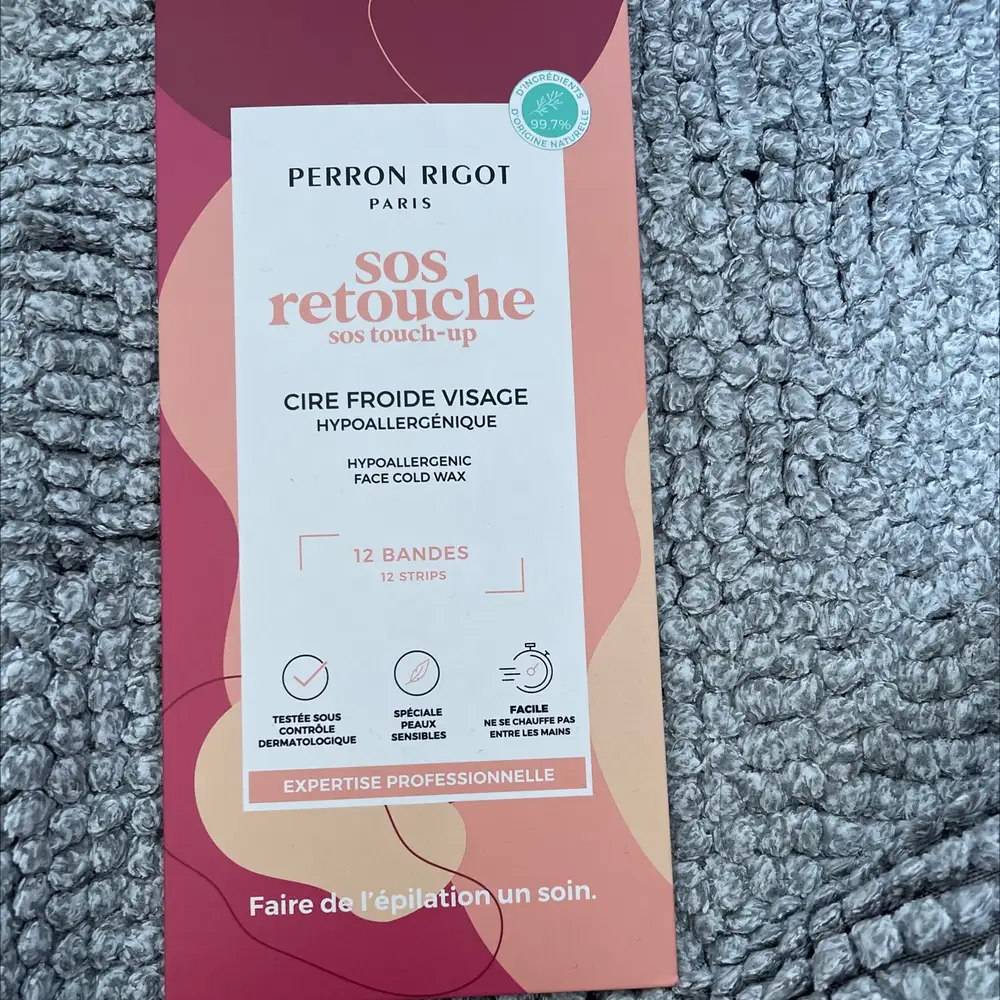 D'INGRÉDIENTS
99,7%
D'ORIGINE NATURELLE
PERRON RIGOT
PARIS
sos
retouche
sos touch-up
CIRE FROIDE VISAGE
HYPOALLERGÉNIQUE
HYPOALLERGENIC
FACE COLD WAX
12 BANDES
12 STRIPS
TESTÉE SOUS
CONTRÔLE
DERMATOLOGIQUE
SPÉCIALE
PEAUX
SENSIBLES
FACILE
NE SE CHAUFFE PAS
ENTRE LES MAINS
EXPERTISE PROFESSIONNELLE
Faire de l'épilation un soin.